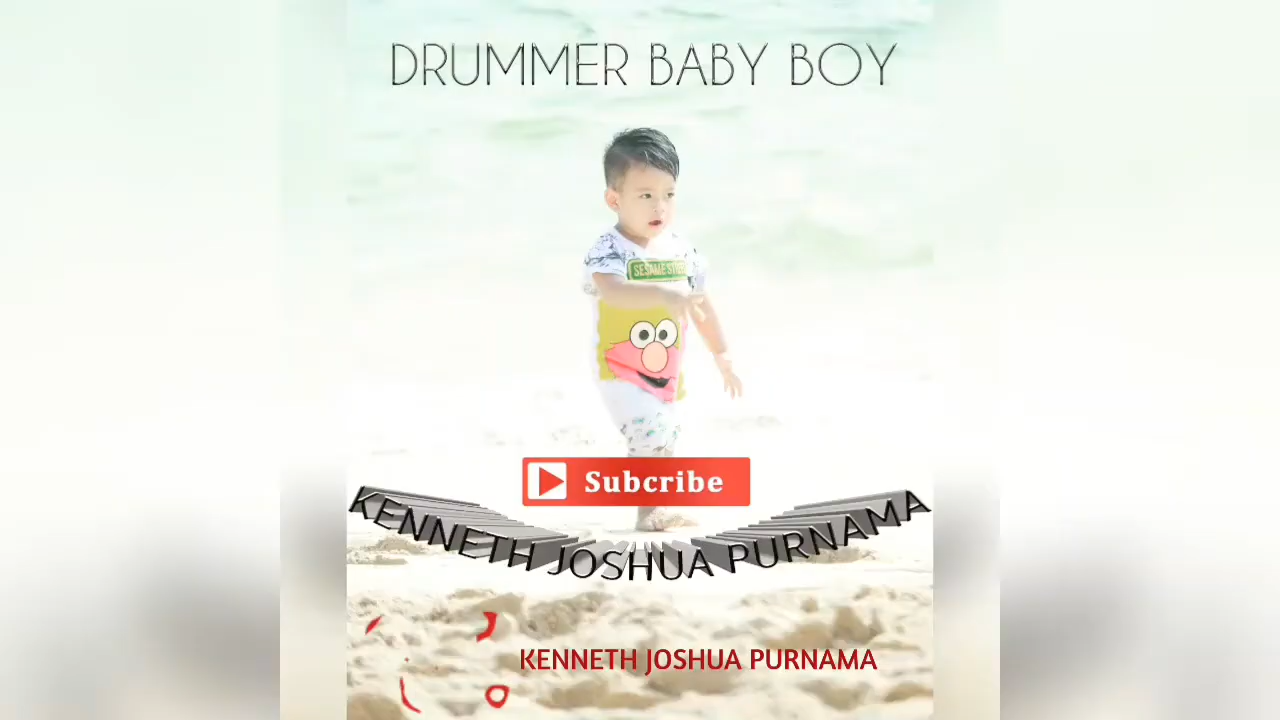 DRUMMER BABY BOY
SESAME STREET
Subcribe
KENNETH JOSHUA PURNAMA
KENNETH JOSHUA PURNAMA